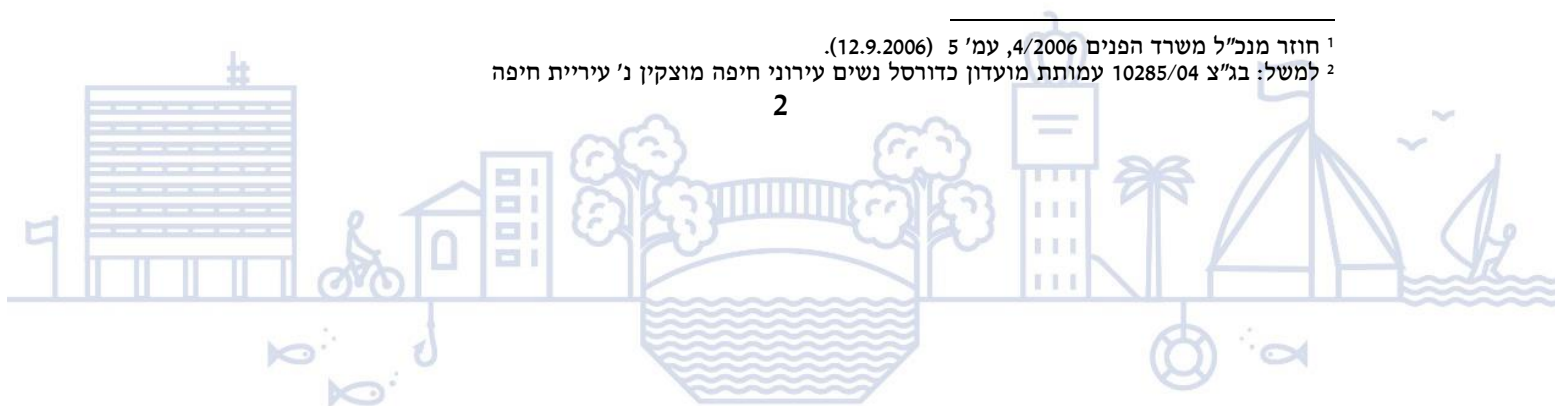 ¹ חוזר מנכ"ל משרד הפנים 4/2006, עמ' 5 (12.9.2006).
² למשל: בג"צ 10285/04 עמותת מועדון כדורסל נשים עירוני חיפה מוצקין נ' עיריית חיפה
2